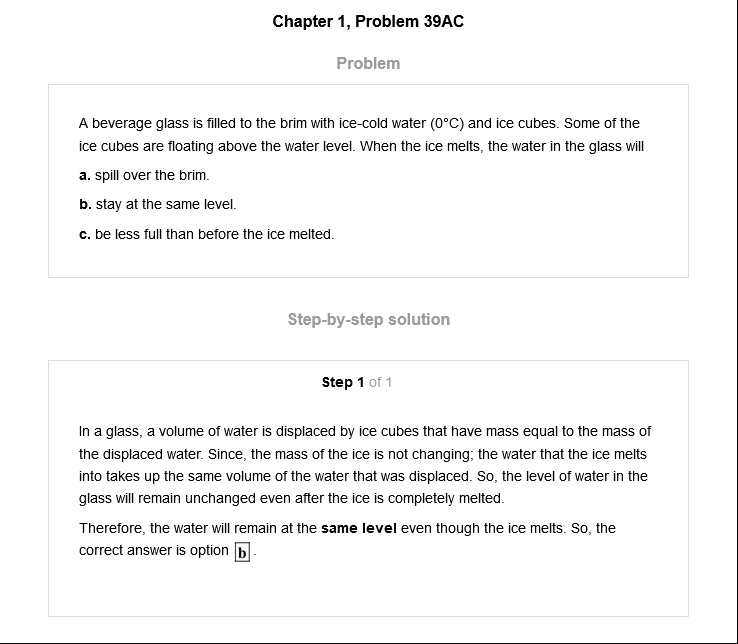 Chapter 1, Problem 39AC
Problem
A beverage glass is filled to the brim with ice-cold water (0°C) and ice cubes. Some of the
ice cubes are floating above the water level. When the ice melts, the water in the glass will
a. spill over the brim.
b. stay at the same level.
c. be less full than before the ice melted.
Step-by-step solution
Step 1 of 1
In a glass, a volume of water is displaced by ice cubes that have mass equal to the mass of
the displaced water. Since, the mass of the ice is not changing; the water that the ice melts
into takes up the same volume of the water that was displaced. So, the level of water in the
glass will remain unchanged even after the ice is completely melted.
Therefore, the water will remain at the same level even though the ice melts. So, the
correct answer is option b.